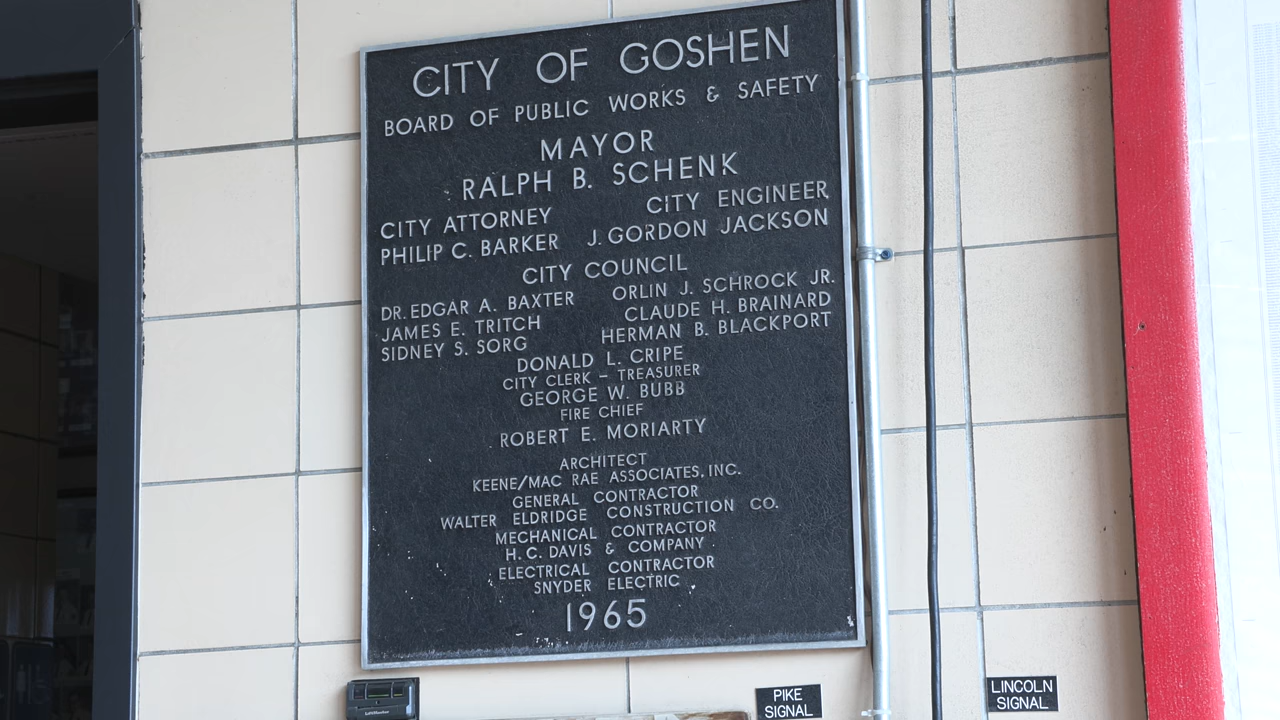 CITY OF GOSHEN
BOARD OF PUBLIC WORKS & SAFETY
MAYOR
RALPH B. SCHENK
CITY ATTORNEY CITY ENGINEER
PHILIP C. BARKER J. GORDON JACKSON
CITY COUNCIL
DR. EDGAR A. BAXTER ORLIN J. SCHROCK JR.
JAMES E. TRITCH CLAUDE H. BRAINARD
SIDNEY S. SORG HERMAN B. BLACKPORT
DONALD L. CRIPE
CITY CLERK – TREASURER
GEORGE W. BUBB
FIRE CHIEF
ROBERT E. MORIARTY
ARCHITECT
KEENE/MAC RAE ASSOCIATES, INC.
GENERAL CONTRACTOR
WALTER ELDRIDGE CONSTRUCTION CO.
MECHANICAL CONTRACTOR
H. C. DAVIS & COMPANY
ELECTRICAL CONTRACTOR
SNYDER ELECTRIC
1965
PIKE
SIGNAL
LINCOLN
SIGNAL